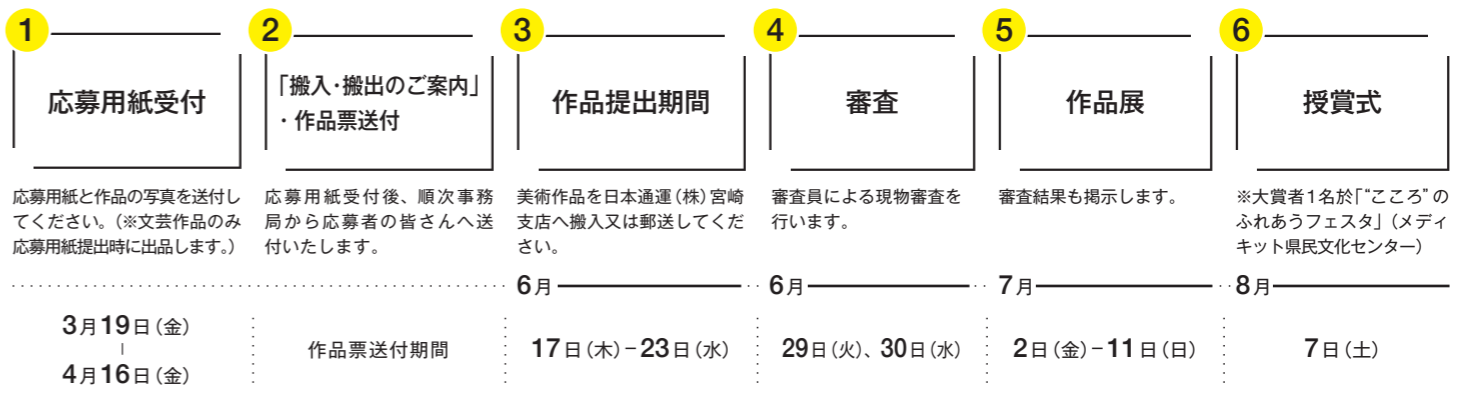 1
応募用紙受付
応募用紙と作品の写真を送付し
てください。（※文芸作品のみ
応募用紙提出時に出品します。）
3月19日（金）
–
4月16日（金）
2
「搬入・搬出のご案内」
・作品票送付
応募用紙受付後、順次事務
局から応募者の皆さんへ送
付いたします。
作品票送付期間
3
作品提出期間
美術作品を日本通運（株）宮崎
支店へ搬入又は郵送してくだ
さい。
6月
17日（木）–23日（水）
4
審査
審査員による現物審査を
行います。
6月
29日（火）、30日（水）
5
作品展
審査結果も掲示します。
7月
2日（金）–11日（日）
6
授賞式
※大賞者1名於「“こころ”の
ふれあうフェスタ」（メディ
キット県民文化センター）
8月
7日（土）